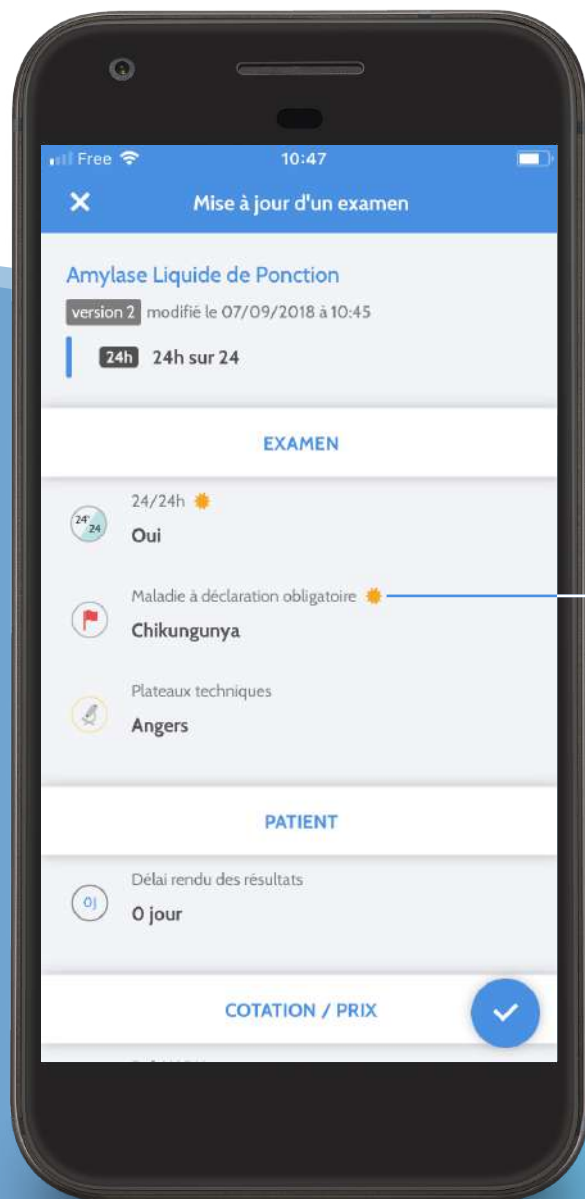 Free 10:47
Mise à jour d'un examen
Amylase Liquide de Ponction
version 2 modifié le 07/09/2018 à 10:45
24h 24h sur 24
EXAMEN
24/24h
24° 24
Oui
Maladie à déclaration obligatoire
Chikungunya
Plateaux techniques
Angers
PATIENT
Délai rendu des résultats
0J
0 jour
COTATION / PRIX